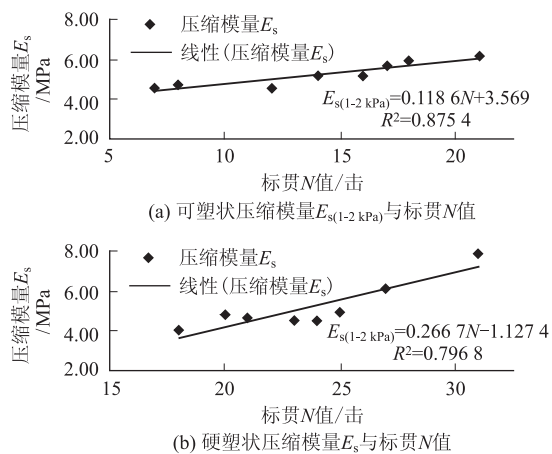 8.00
压缩模量Es
线性(压缩模量Es)
6.00
4.00
2.00
压缩模量Es
/MPa
Es(1-2 kPa)=0.118 6N+3.569
R²=0.875 4
5 10 15 20
标贯N值/击
(a) 可塑状压缩模量Es(1-2 kPa)与标贯N值
8.00
压缩模量Es
线性(压缩模量Es)
6.00
4.00
2.00
压缩模量Es
/MPa
Es(1-2 kPa)=0.266 7N−1.127 4
R²=0.796 8
15 20 25 30
标贯N值/击
(b) 硬塑状压缩模量Es与标贯N值